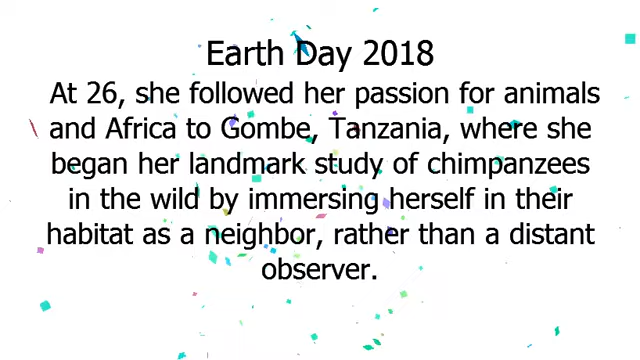 Earth Day 2018
At 26, she followed her passion for animals
and Africa to Gombe, Tanzania, where she
began her landmark study of chimpanzees
in the wild by immersing herself in their
habitat as a neighbor, rather than a distant
observer.